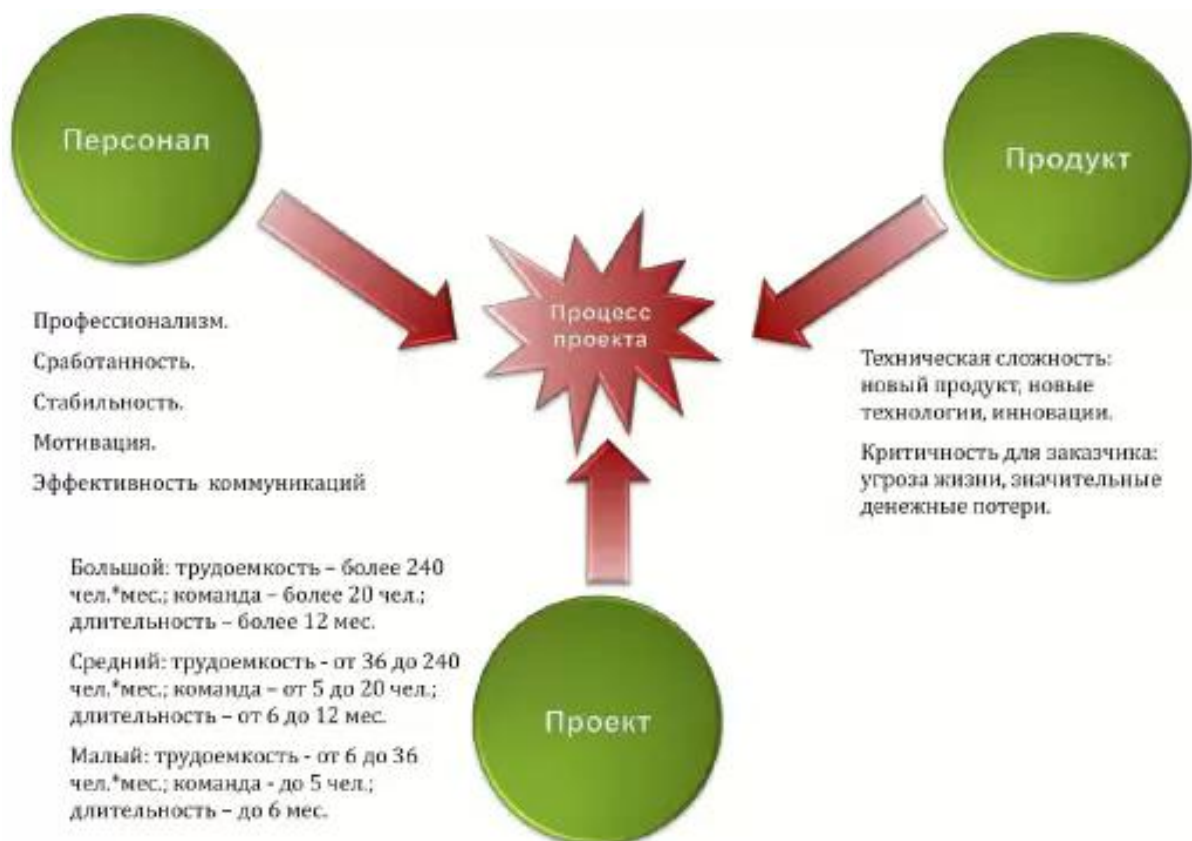 Персонал
Продукт
Процесс
проекта
Профессионализм.
Сработанность.
Стабильность.
Мотивация.
Эффективность коммуникаций
Техническая сложность:
новый продукт, новые
технологии, инновации.
Критичность для заказчика:
угроза жизни, значительные
денежные потери.
Большой: трудоемкость – более 240
чел.*мес.; команда – более 20 чел.;
длительность – более 12 мес.
Средний: трудоемкость - от 36 до 240
чел.*мес.; команда – от 5 до 20 чел.;
длительность – от 6 до 12 мес.
Малый: трудоемкость - от 6 до 36
чел.*мес.; команда - до 5 чел.;
длительность – до 6 мес.
Проект